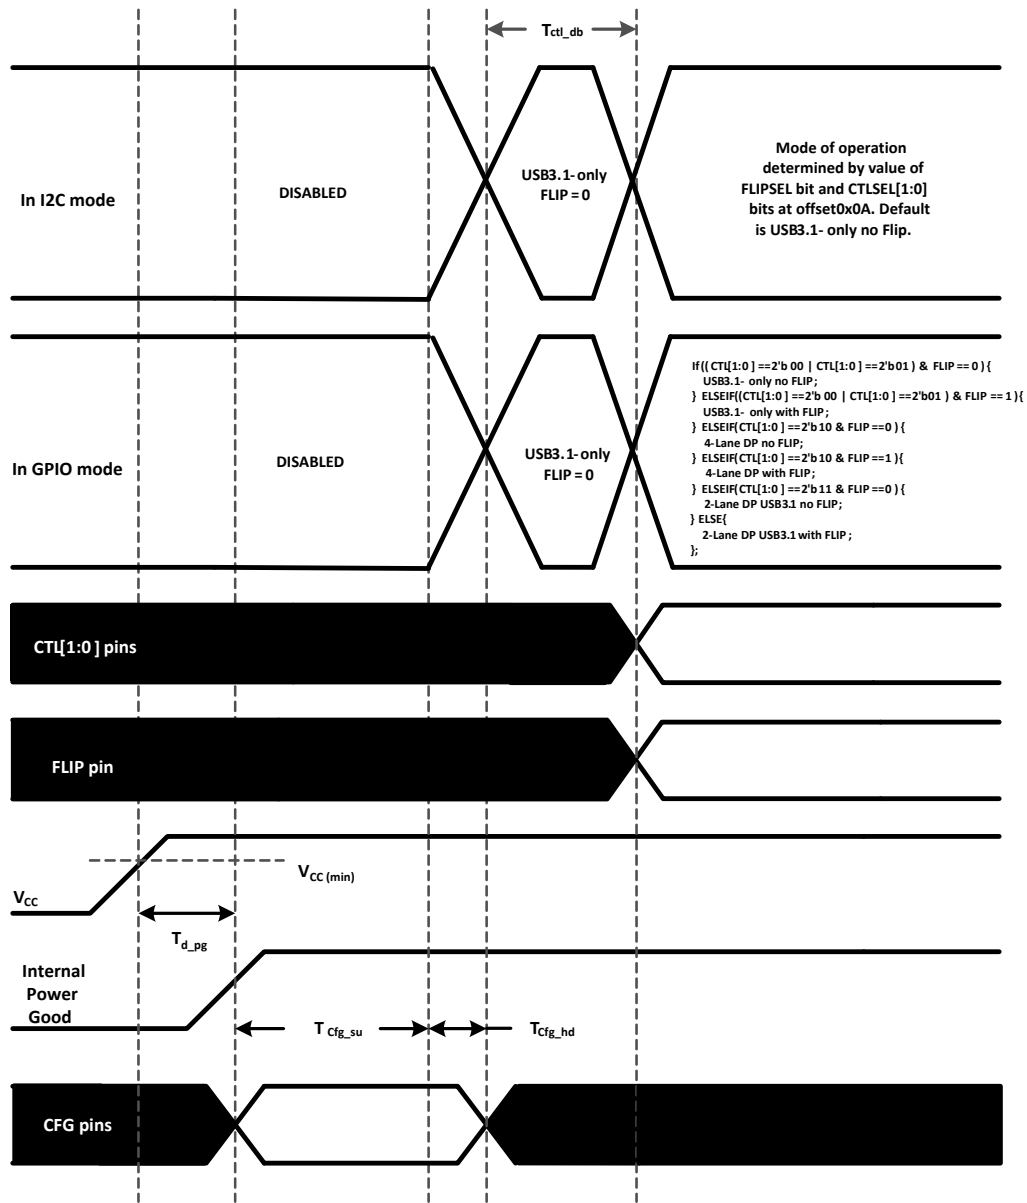 Tctl_db
In I2C mode
DISABLED
USB3.1- only
FLIP = 0
Mode of operation
determined by value of
FLIPSEL bit and CTLSEL[1:0]
bits at offset0x0A. Default
is USB3.1- only no Flip.
In GPIO mode
DISABLED
USB3.1- only
FLIP = 0
If(( CTL[1:0 ] ==2'b 00 | CTL[1:0 ] ==2'b01 ) & FLIP == 0 ) {
USB3.1- only no FLIP;
} ELSEIF((CTL[1:0 ] ==2'b 00 | CTL[1:0 ] ==2'b01 ) & FLIP == 1 ){
USB3.1- only with FLIP;
} ELSEIF(CTL[1:0 ] ==2'b 10 & FLIP ==0 ) {
4-Lane DP no FLIP;
} ELSEIF(CTL[1:0 ] ==2'b 10 & FLIP ==1 ){
4-Lane DP with FLIP;
} ELSEIF(CTL[1:0 ] ==2'b 11 & FLIP ==0 ) {
2-Lane DP USB3.1 no FLIP;
} ELSE{
2-Lane DP USB3.1 with FLIP ;
};
CTL[1:0 ] pins
FLIP pin
VCC
VCC (min)
Td_pg
Internal
Power
Good
TCfg_su
TCfg_hd
CFG pins